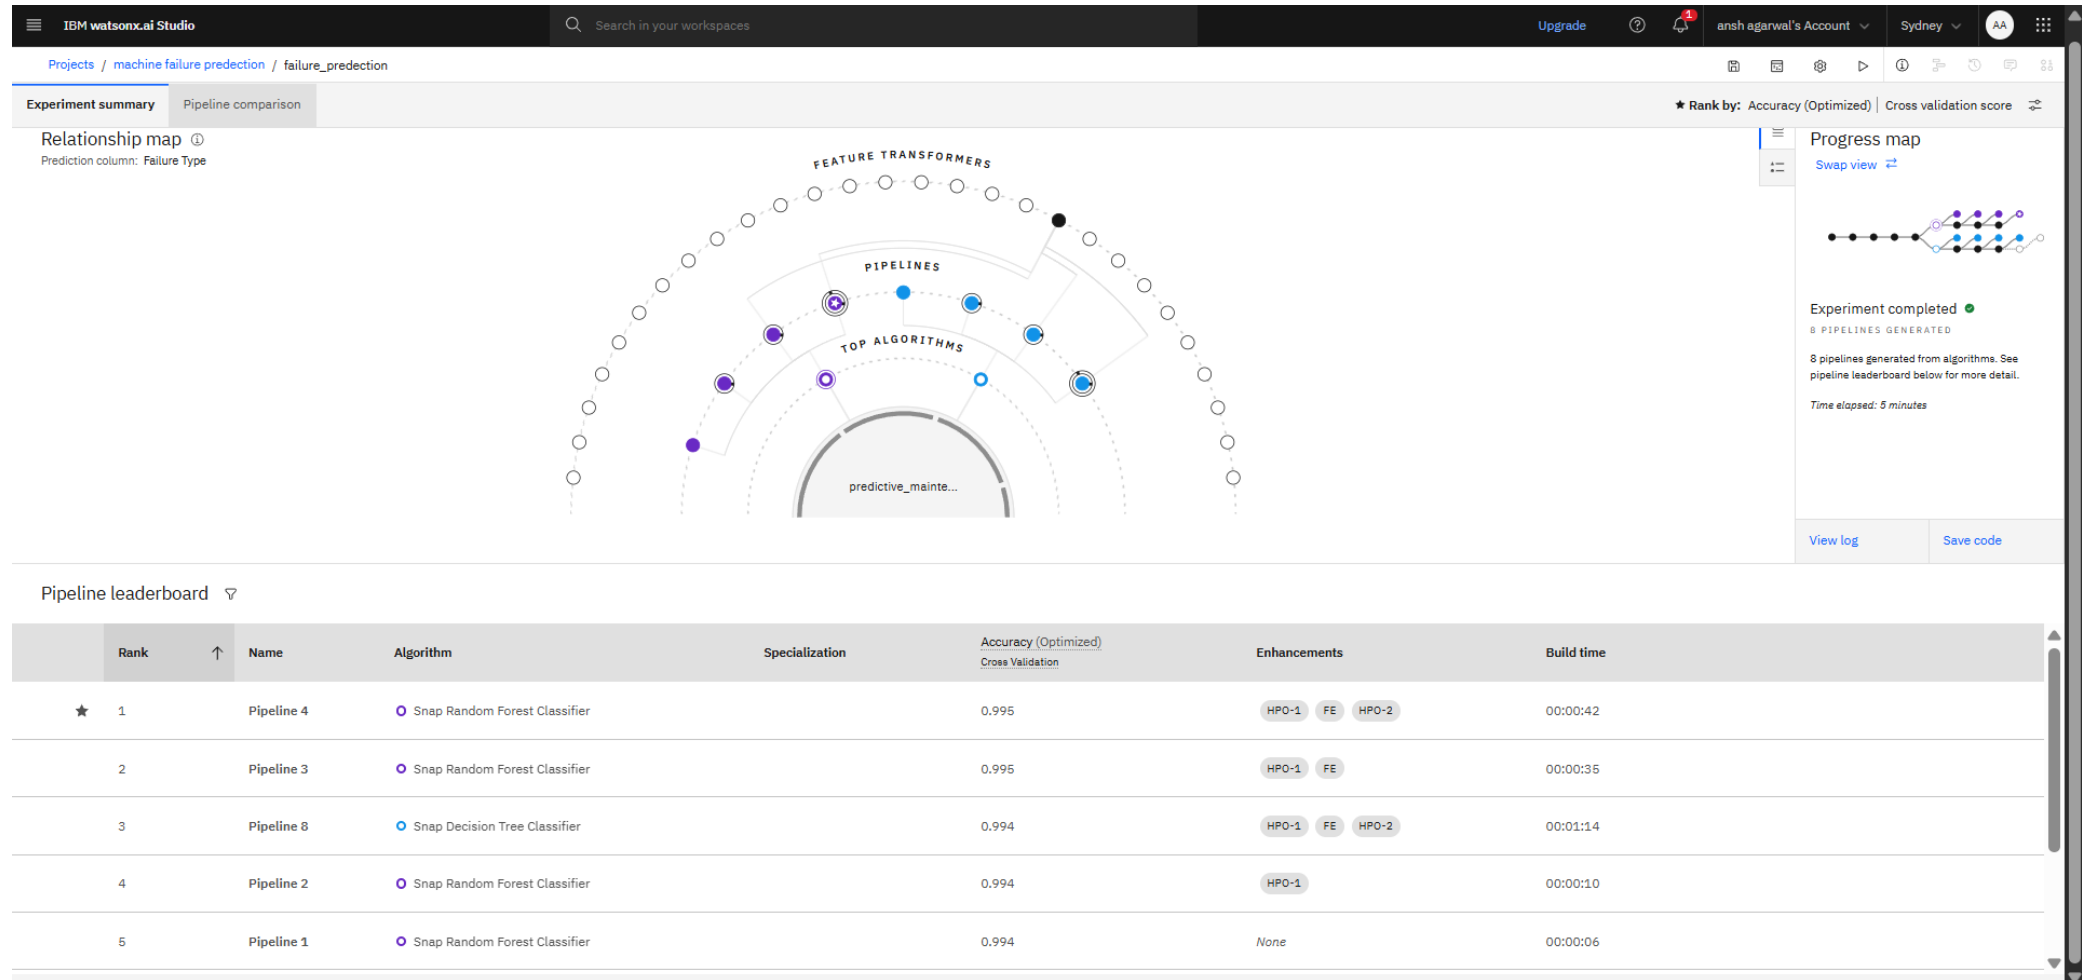 IBM watsonx.ai Studio
Search in your workspaces
Upgrade
1
ansh agarwal's Account
Sydney
AA
Projects / machine failure predection / failure_predection
Experiment summary
Pipeline comparison
Rank by: Accuracy (Optimized) | Cross validation score
Relationship map
Prediction column: Failure Type
FEATURE TRANSFORMERS
PIPELINES
TOP ALGORITHMS
predictive_mainte...
Progress map
Swap view
Experiment completed
8 PIPELINES GENERATED
8 pipelines generated from algorithms. See
pipeline leaderboard below for more detail.
Time elapsed: 5 minutes
View log
Save code
Pipeline leaderboard
Rank Name Algorithm Specialization Accuracy (Optimized) Enhancements Build time
Cross Validation
1 Pipeline 4 Snap Random Forest Classifier 0.995 HPO-1 FE HPO-2 00:00:42
2 Pipeline 3 Snap Random Forest Classifier 0.995 HPO-1 FE 00:00:35
3 Pipeline 8 Snap Decision Tree Classifier 0.994 HPO-1 FE HPO-2 00:01:14
4 Pipeline 2 Snap Random Forest Classifier 0.994 HPO-1 00:00:10
5 Pipeline 1 Snap Random Forest Classifier 0.994 None 00:00:06